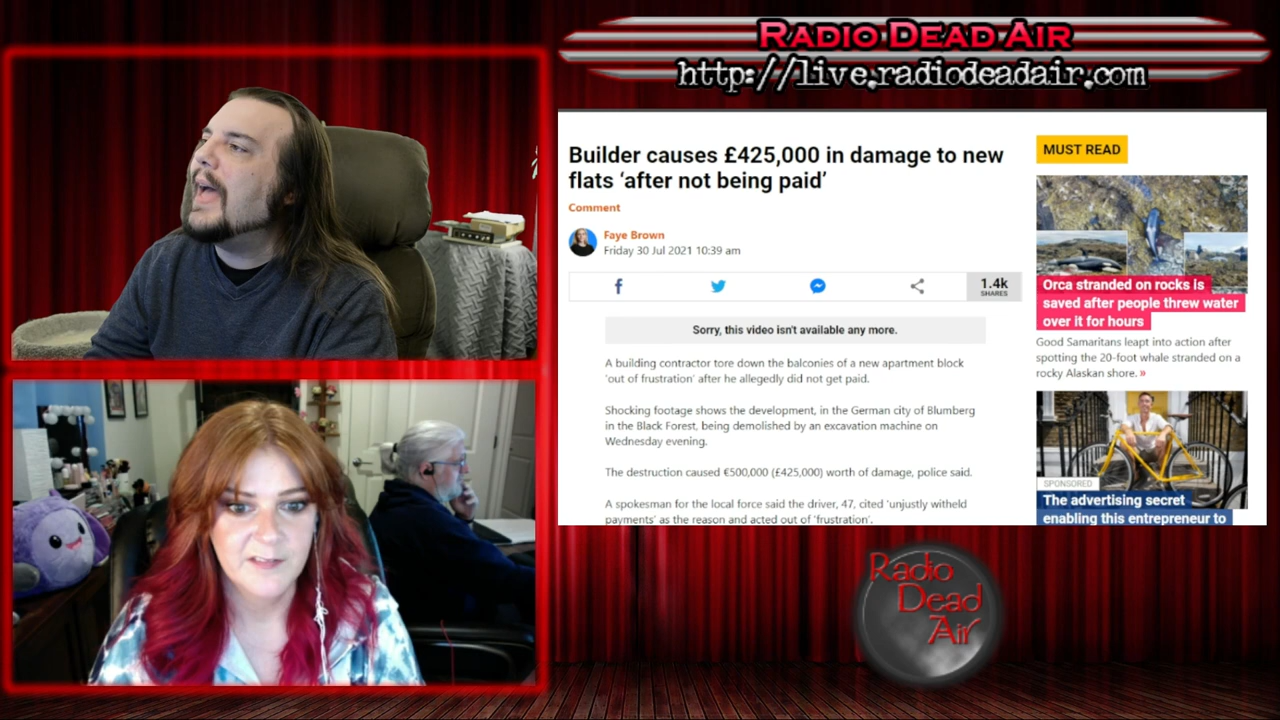 RADIO DEAD AIR
http://live.radiodeadair.com
Builder causes £425,000 in damage to new
flats ‘after not being paid’
Comment
Faye Brown
Friday 30 Jul 2021 10:39 am
1.4k
SHARES
Sorry, this video isn't available any more.
A building contractor tore down the balconies of a new apartment block
'out of frustration' after he allegedly did not get paid.
Shocking footage shows the development, in the German city of Blumberg
in the Black Forest, being demolished by an excavation machine on
Wednesday evening.
The destruction caused €500,000 (£425,000) worth of damage, police said.
A spokesman for the local force said the driver, 47, cited 'unjustly witheld
payments' as the reason and acted out of 'frustration'.
MUST READ
Orca stranded on rocks is
saved after people threw water
over it for hours
Good Samaritans leapt into action after
spotting the 20-foot whale stranded on a
rocky Alaskan shore. »
SPONSORED
The advertising secret
enabling this entrepreneur to
Radio
Dead
Air